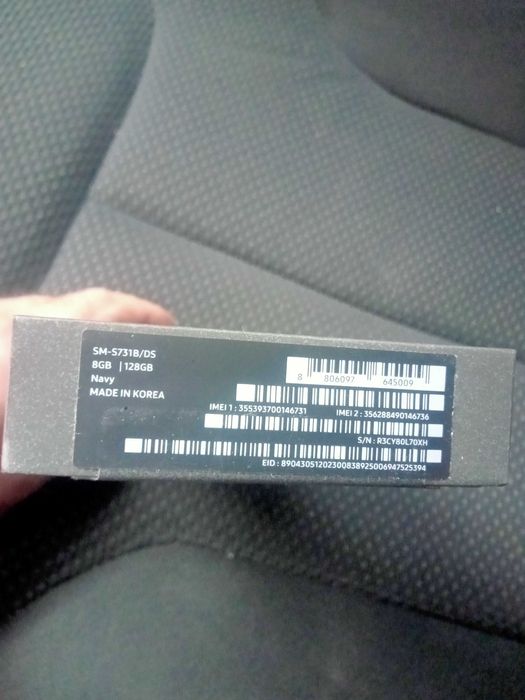 SM-S731B/DS
8GB | 128GB
Navy
MADE IN KOREA
8 806097 645009
IMEI 1 : 355393700146731
IMEI 2 : 356288490146736
S/N : R3CY80L70XH
EID : 89043051202300838925006947525394